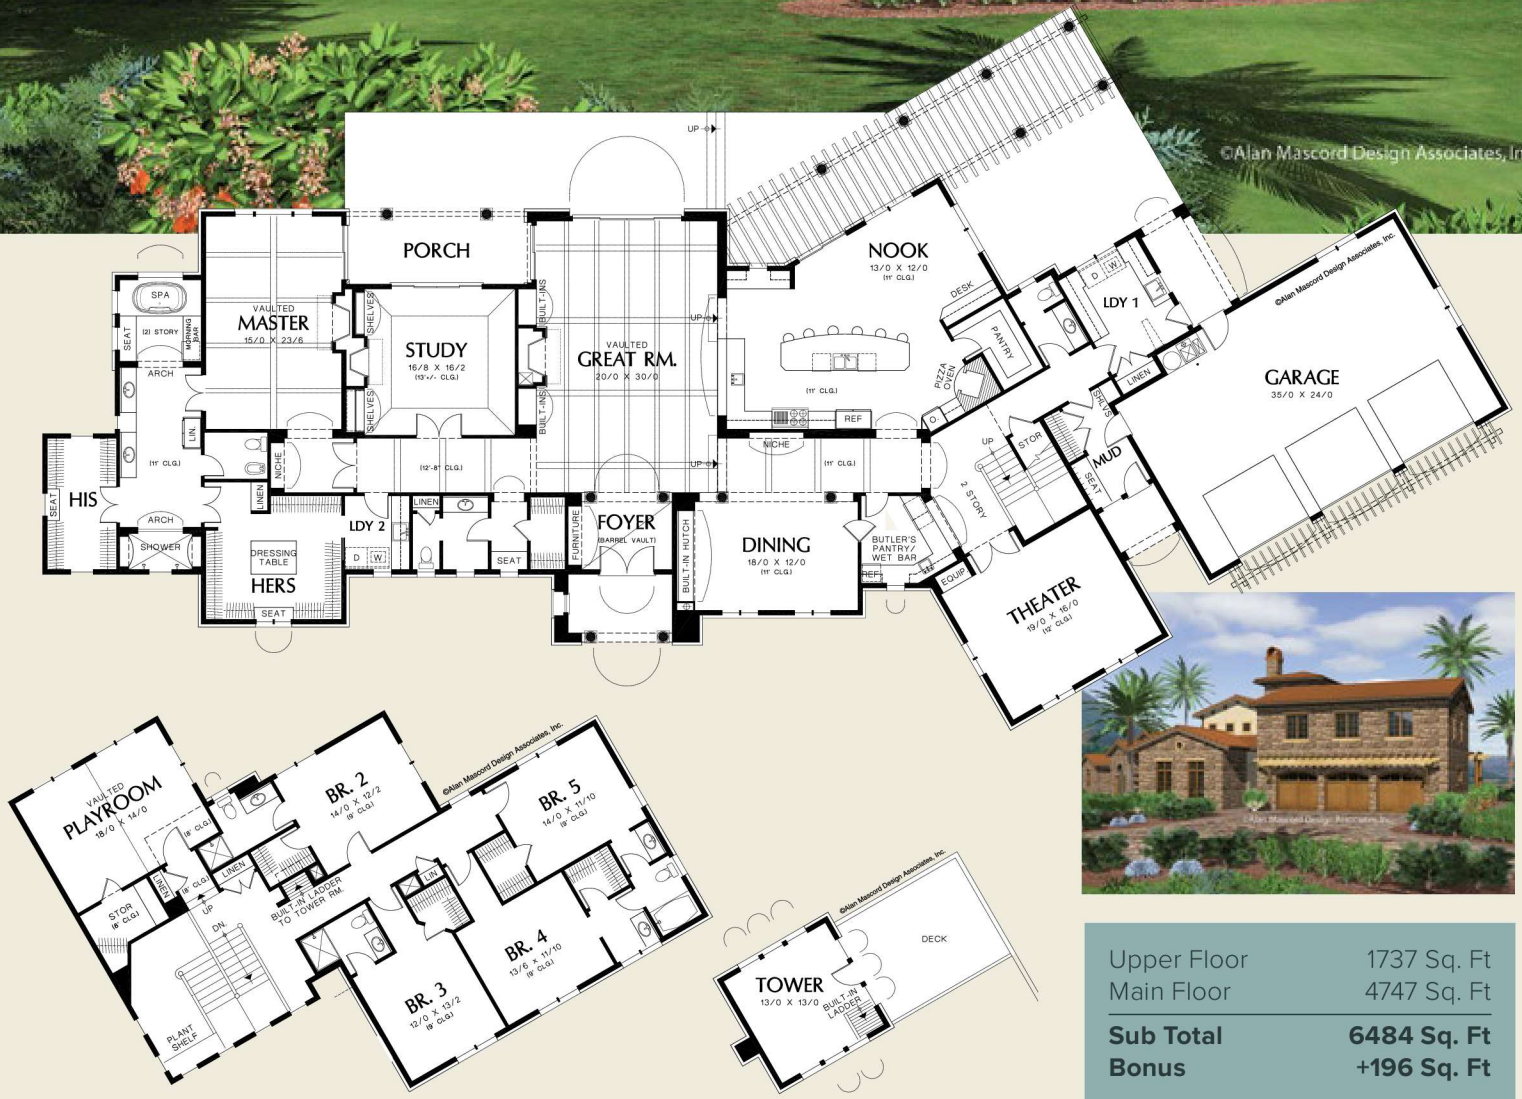 ©Alan Mascord Design Associates, In
UP
PORCH
NOOK
13/0 X 12/0
(11' CLG.)
DESK
D
W
LDY 1
©Alan Mascord Design Associates, Inc.
SPA
SEAT
(2) STORY
MORNING
BAR
ARCH
VAULTED
MASTER
15/0 X 23/6
SHELVES
STUDY
16/8 X 16/2
(13'+/- CLG.)
SHELVES
BUILT-INS
VAULTED
GREAT RM.
20/0 X 30/0
BUILT-INS
UP
(11' CLG.)
REF
PIZZA
OVEN
O.
PANTRY
LINEN
SHLVS
GARAGE
35/0 X 24/0
LIN.
(11' CLG.)
NICHE
(12'-8" CLG.)
UP
NICHE
(11' CLG.)
UP
STOR
MUD
SEAT
2 STORY
HIS
SEAT
ARCH
SHOWER
LINEN
DRESSING
TABLE
HERS
SEAT
LDY 2
D
W
LINEN
SEAT
FURNITURE
FOYER
(BARREL VAULT)
BUILT-IN HUTCH
DINING
18/0 X 12/0
(11' CLG.)
BUTLER'S
PANTRY/
WET BAR
REF.
EQUIP
THEATER
19/0 X 16/0
(12' CLG.)
VAULTED
PLAYROOM
18/0 X 14/0
(8' CLG.)
LINEN
(8' CLG.)
STOR
(8' CLG.)
LINEN
UP
DN.
PLANT
SHELF
BUILT-IN LADDER
TO TOWER RM.
BR. 2
14/0 X 12/2
(9' CLG.)
©Alan Mascord Design Associates, Inc.
BR. 5
14/0 X 11/10
(9' CLG.)
LIN.
BR. 4
13/6 X 11/10
(9' CLG.)
BR. 3
12/0 X 13/2
(9' CLG.)
©Alan Mascord Design Associates, Inc.
TOWER
13/0 X 13/0
BUILT-IN
LADDER
DECK
©Alan Mascord Design Associates, Inc.
Upper Floor 1737 Sq. Ft
Main Floor 4747 Sq. Ft
Sub Total 6484 Sq. Ft
Bonus +196 Sq. Ft